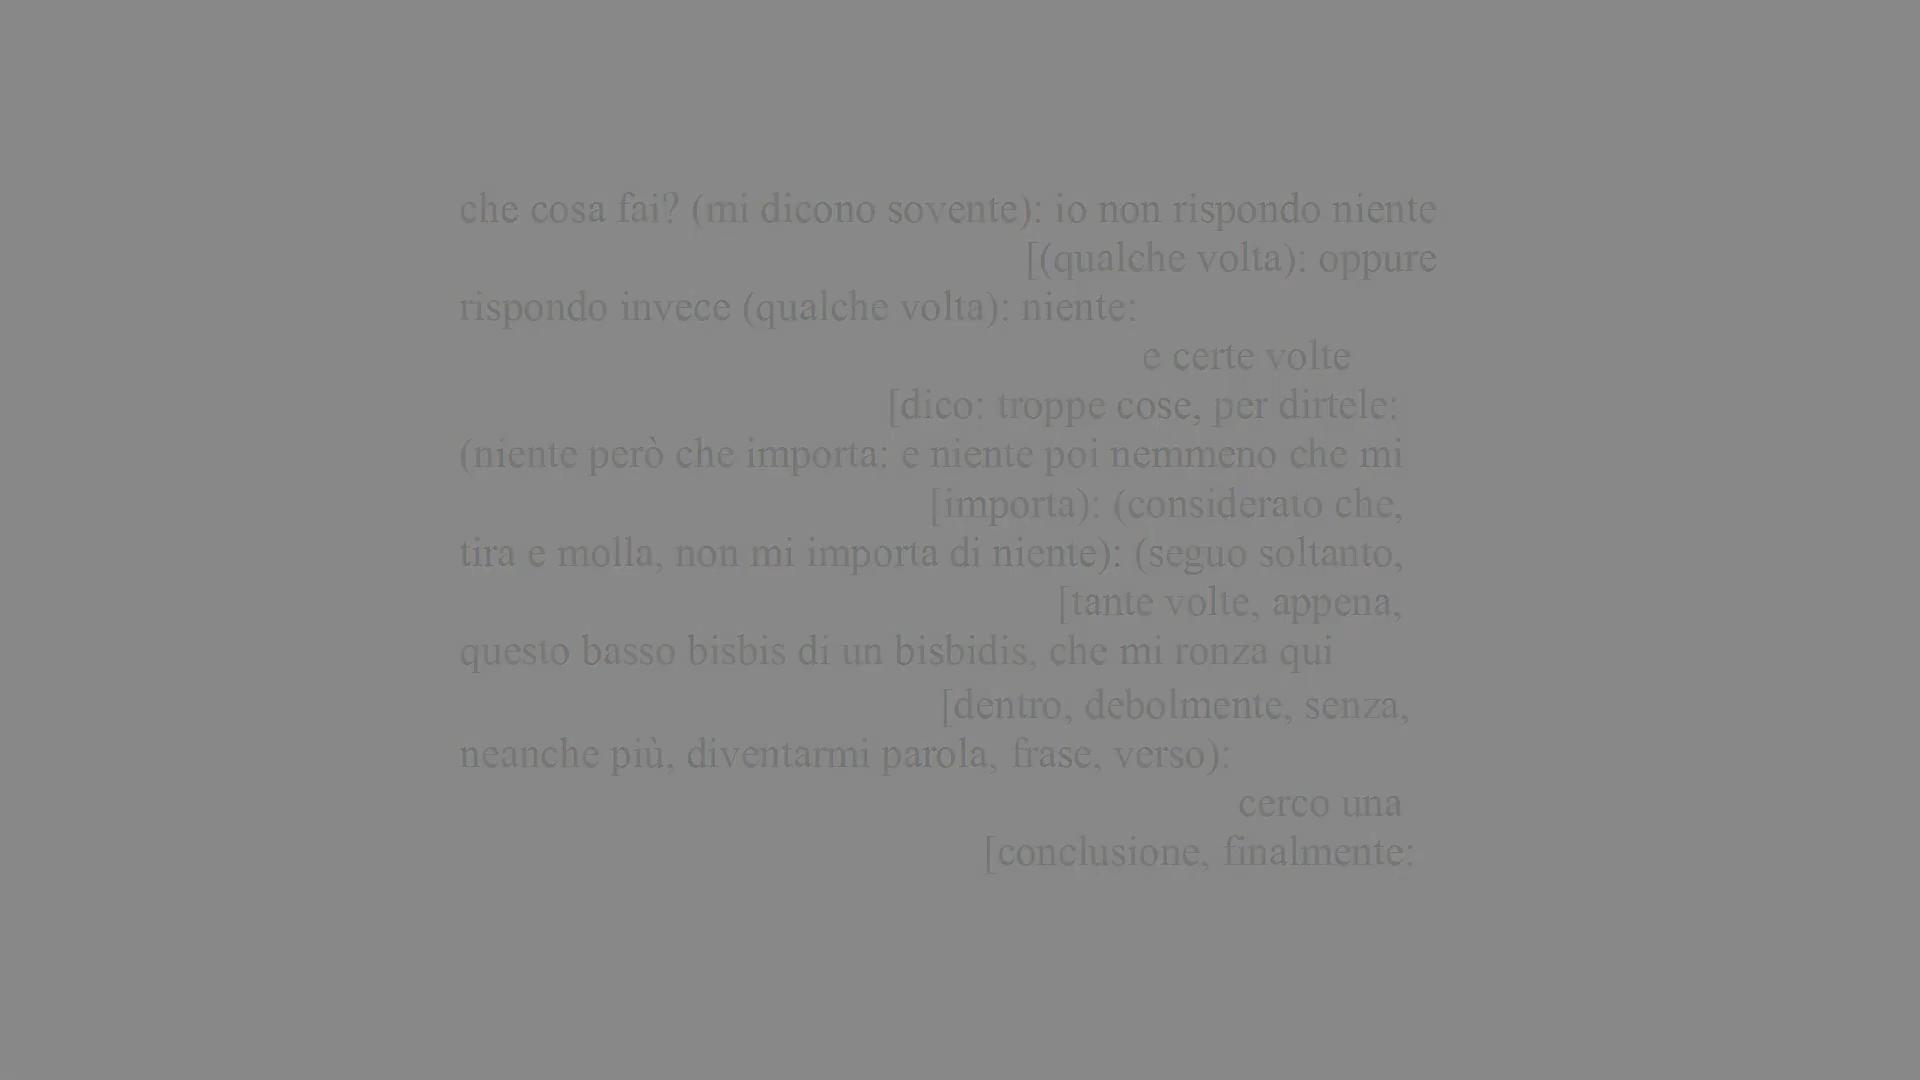 che cosa fai? (mi dicono sovente): io non rispondo niente
[(qualche volta): oppure
rispondo invece (qualche volta): niente:
e certe volte
[dico: troppe cose, per dirtele:
(niente però che importa: e niente poi nemmeno che mi
[importa): (considerato che,
tira e molla, non mi importa di niente): (seguo soltanto,
[tante volte, appena,
questo basso bisbis di un bisbidis, che mi ronza qui
[dentro, debolmente, senza,
neanche più, diventarmi parola, frase, verso):
cerco una
[conclusione, finalmente: